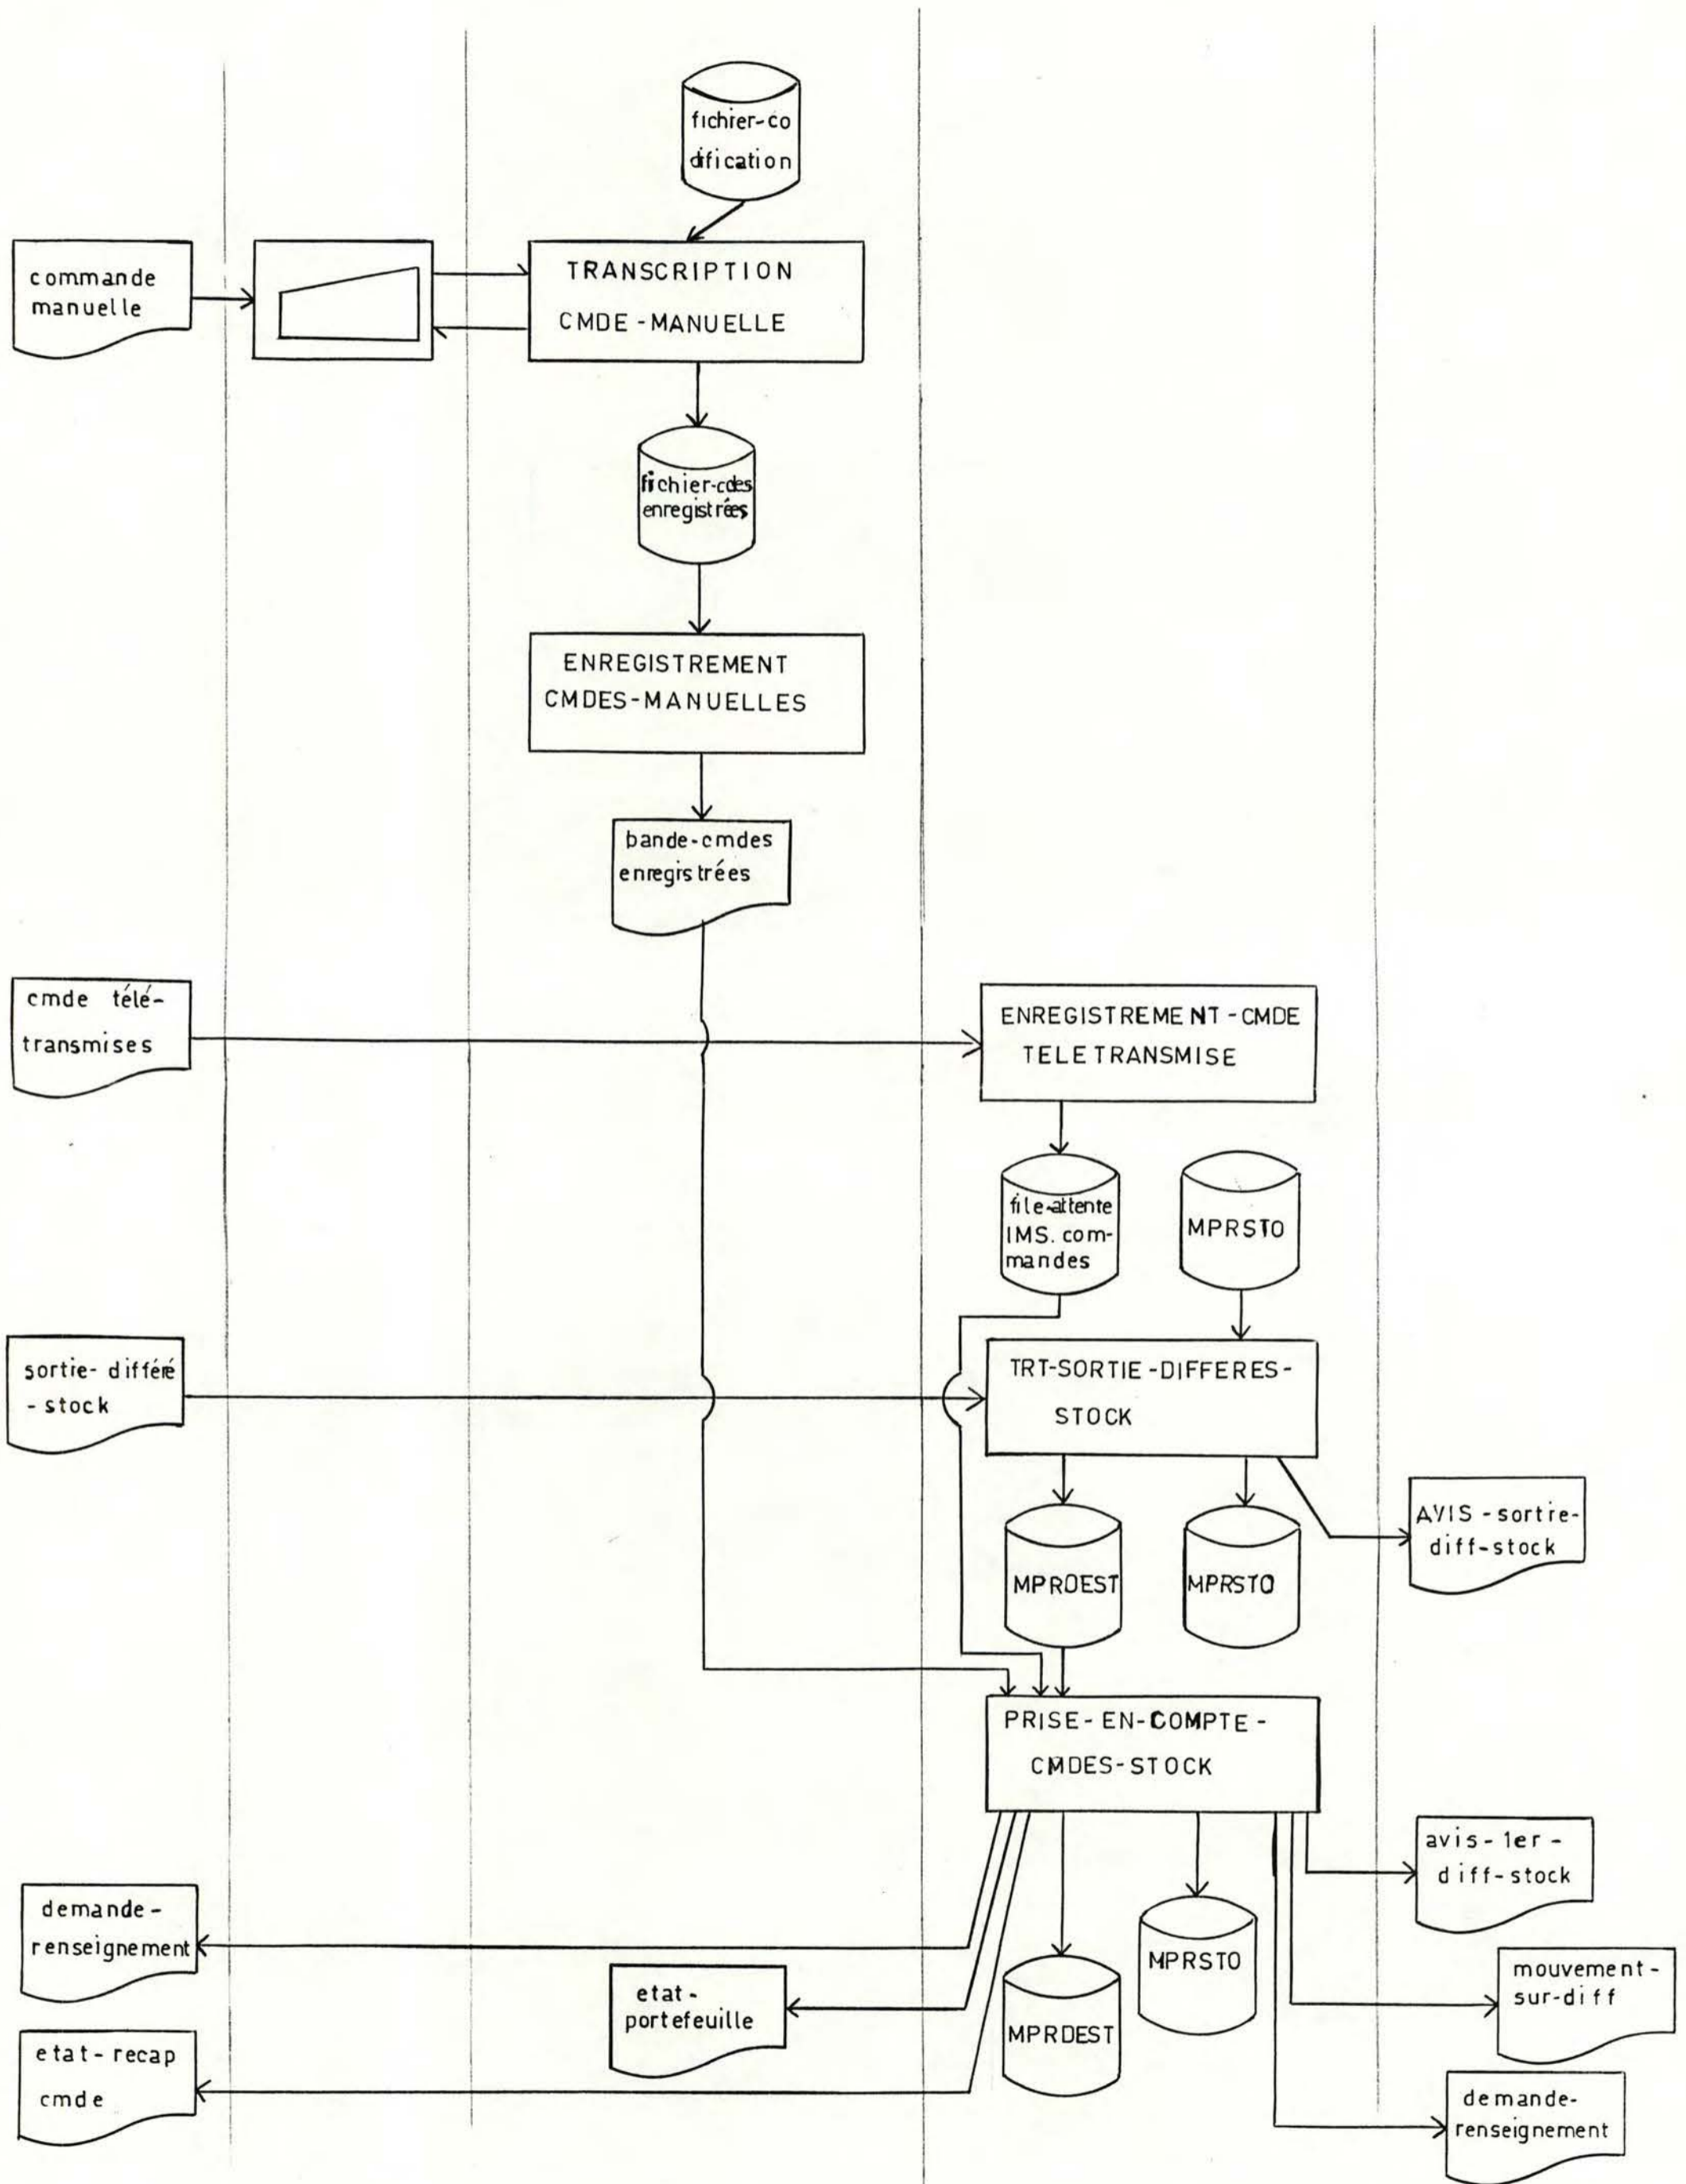 fichier-co
dification
commande
manuelle
TRANSCRIPTION
CMDE-MANUELLE
fichier-cdes
enregistrées
ENREGISTREMENT
CMDES-MANUELLES
bande-cmdes
enregistrées
cmde télé-
transmises
ENREGISTREMENT-CMDE
TELETRANSMISE
file-attente
IMS.com-
mandes
MPRSTO
sortie-différé
-stock
TRT-SORTIE-DIFFERES-
STOCK
MPRDEST
MPRSTO
AVIS-sortie-
diff-stock
PRISE-EN-COMPTE-
CMDES-STOCK
avis-1er-
diff-stock
demande-
renseignement
MPRSTO
mouvement-
sur-diff
etat-
portefeuille
MPRDEST
etat-recap
cmde
demande-
renseignement